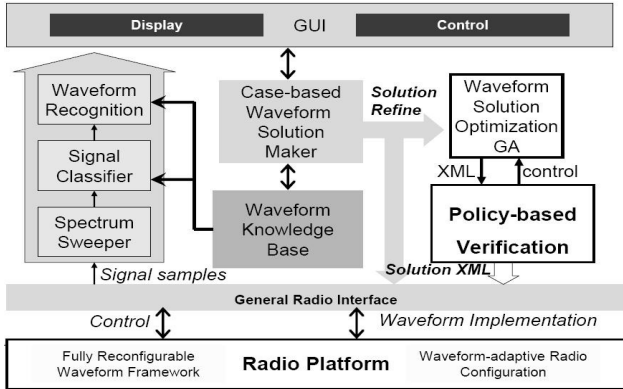 Display
GUI
Control
Waveform
Recognition
Signal
Classifier
Spectrum
Sweeper
Signal samples
Case-based
Waveform
Solution
Maker
Waveform
Knowledge
Base
Solution
Refine
Waveform
Solution
Optimization
GA
XML
control
Policy-based
Verification
Solution XML
General Radio Interface
Control
Waveform Implementation
Fully Reconfigurable
Waveform Framework
Radio Platform
Waveform-adaptive Radio
Configuration